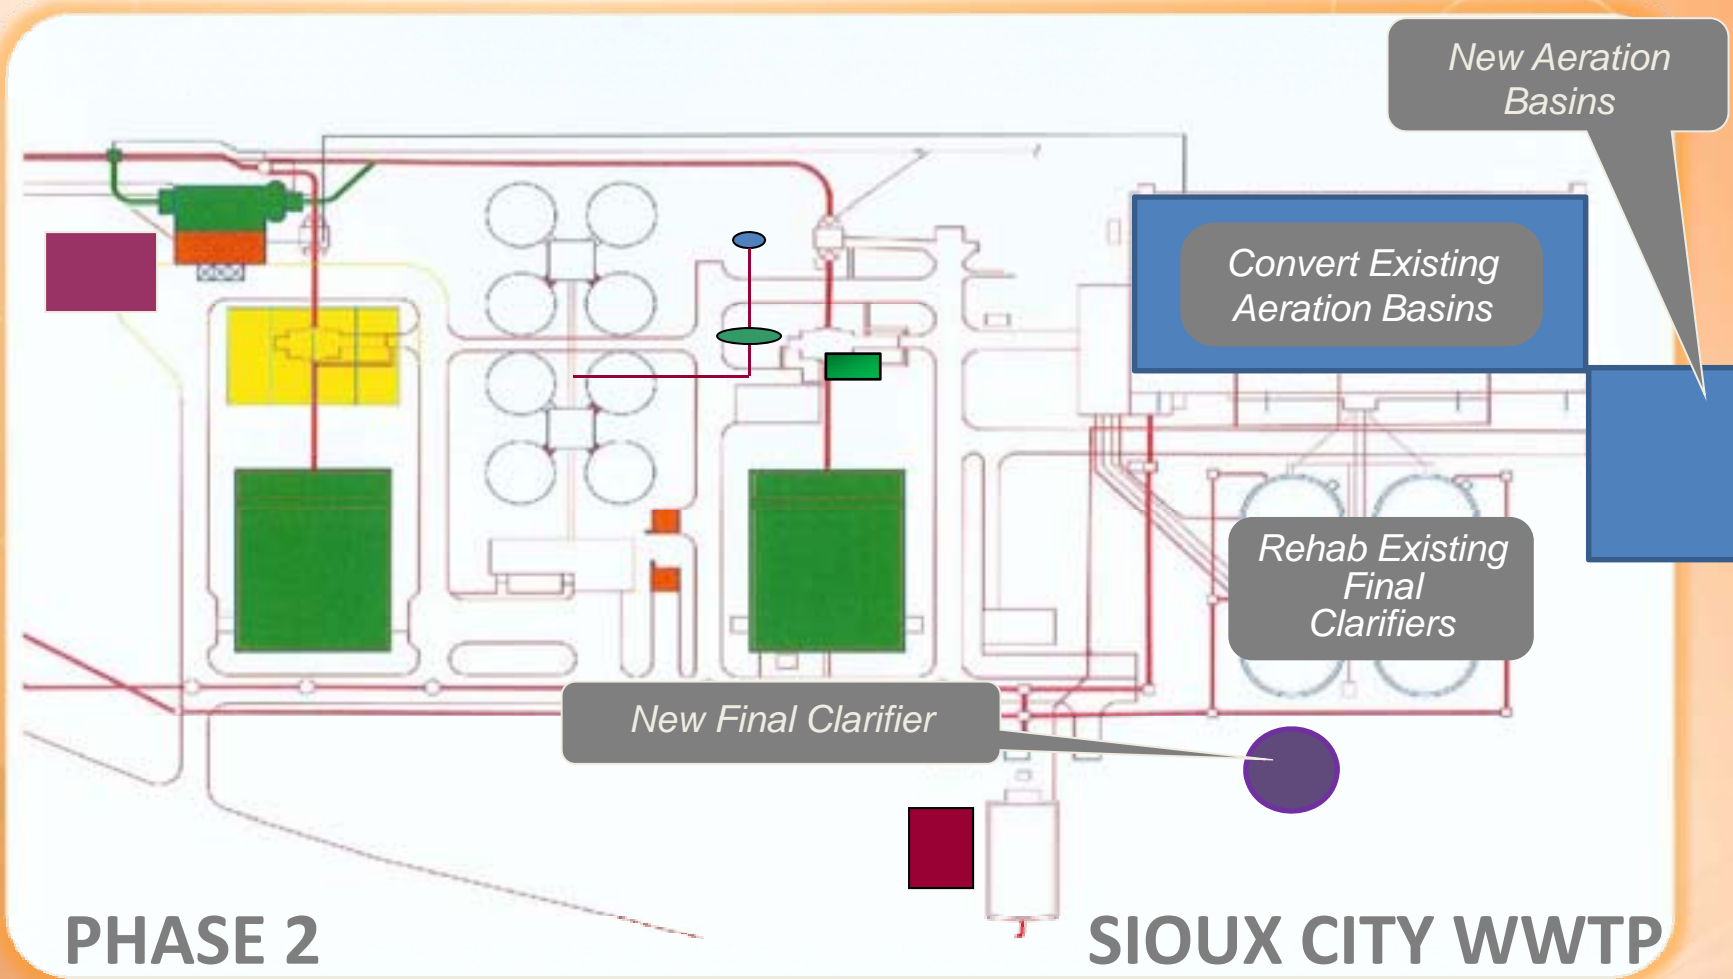 New Aeration
Basins
Convert Existing
Aeration Basins
Rehab Existing
Final
Clarifiers
New Final Clarifier
PHASE 2
SIOUX CITY WWTP